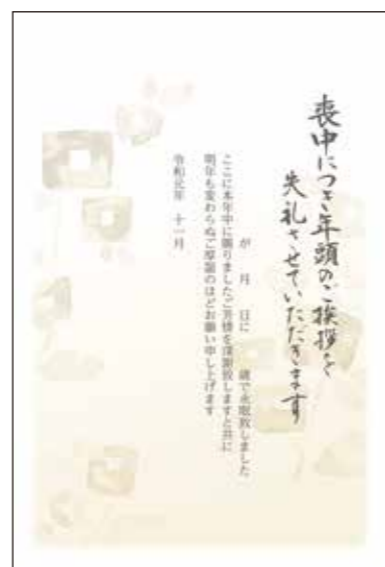 喪中につき年頭のご挨拶を
失礼させていただきます
が 月 日に 歳で永眠致しました
ここに本年中に賜りましたご芳情を深謝致しますと共に
明年も変わらぬご厚誼のほどお願い申し上げます
令和元年 十一月